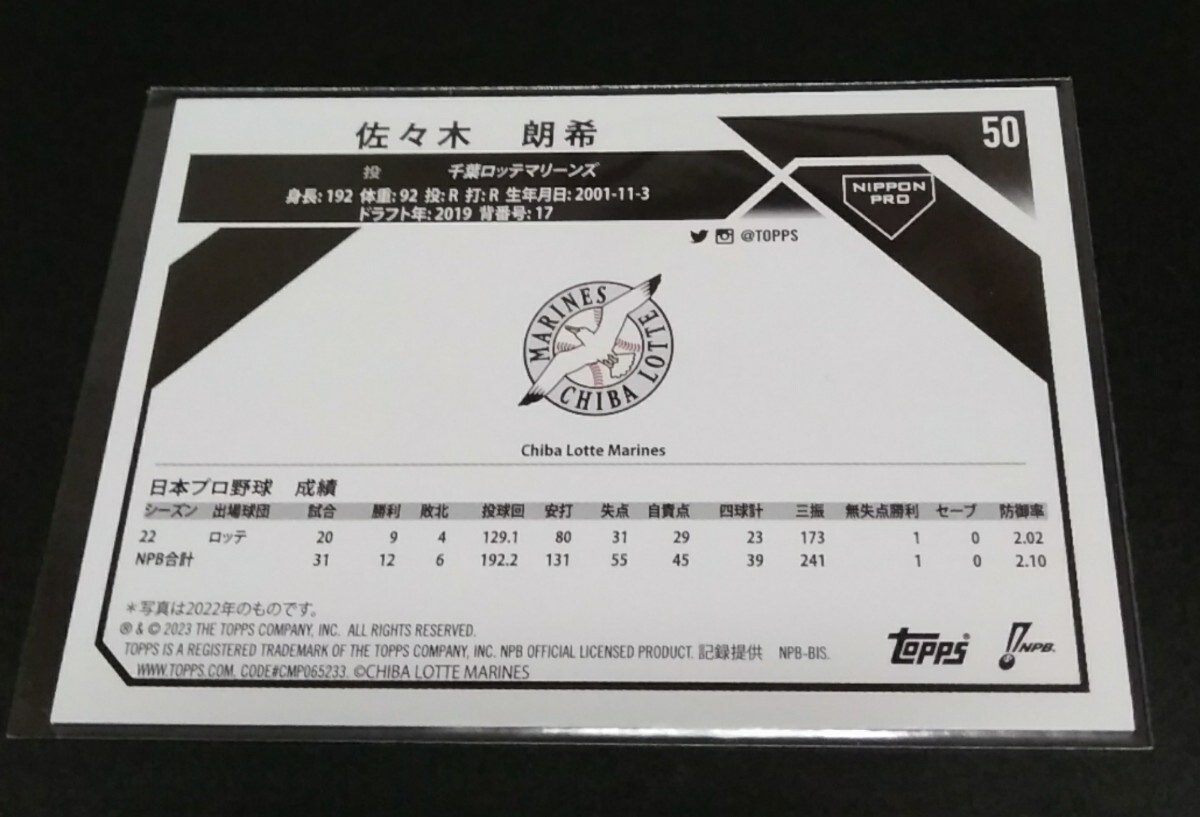 佐々木 朗希
50
投 千葉ロッテマリーンズ
身長: 192 体重: 92 投: R 打: R 生年月日: 2001-11-3
ドラフト年: 2019 背番号: 17
NIPPON
PRO
@TOPPS
MARINES
CHIBA LOTTE
Chiba Lotte Marines
日本プロ野球 成績
シーズン 出場球団 試合 勝利 敗北 投球回 安打 失点 自責点 四球計 三振 無失点勝利 セーブ 防御率
22 ロッテ 20 9 4 129.1 80 31 29 23 173 1 0 2.02
NPB合計 31 12 6 192.2 131 55 45 39 241 1 0 2.10
＊写真は2022年のものです。
® & © 2023 THE TOPPS COMPANY, INC. ALL RIGHTS RESERVED.
TOPPS IS A REGISTERED TRADEMARK OF THE TOPPS COMPANY, INC. NPB OFFICIAL LICENSED PRODUCT. 記録提供 NPB-BIS.
WWW.TOPPS.COM. CODE#CMP065233. ©CHIBA LOTTE MARINES
topps®
NPB.